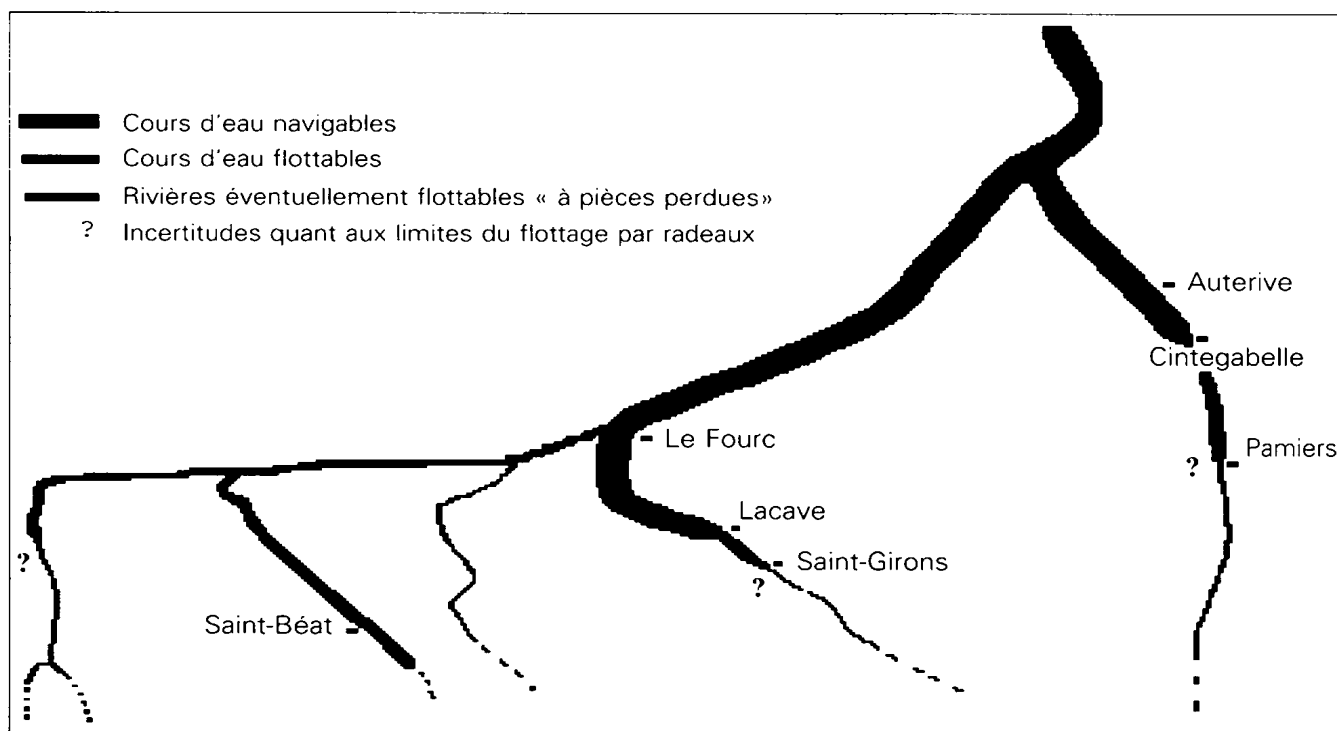 Cours d'eau navigables
Cours d'eau flottables
Rivières éventuellement flottables « à pièces perdues»
? Incertitudes quant aux limites du flottage par radeaux
Auterive
Cintegabelle
Le Fourc
Pamiers
?
Lacave
?
Saint-Girons
?
Saint-Béat